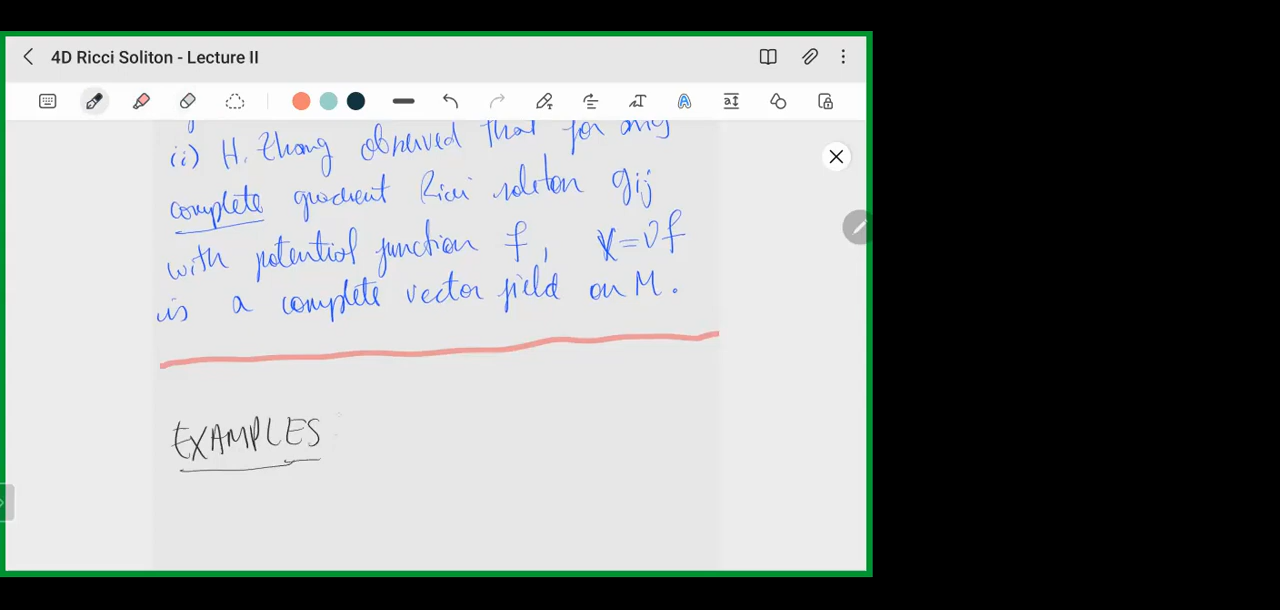 4D Ricci Soliton - Lecture II
(ii) H. Zhang observed that for any
complete gradient Ricci soliton gij
with potential function f, X=∇f
is a complete vector field on M.
EXAMPLES